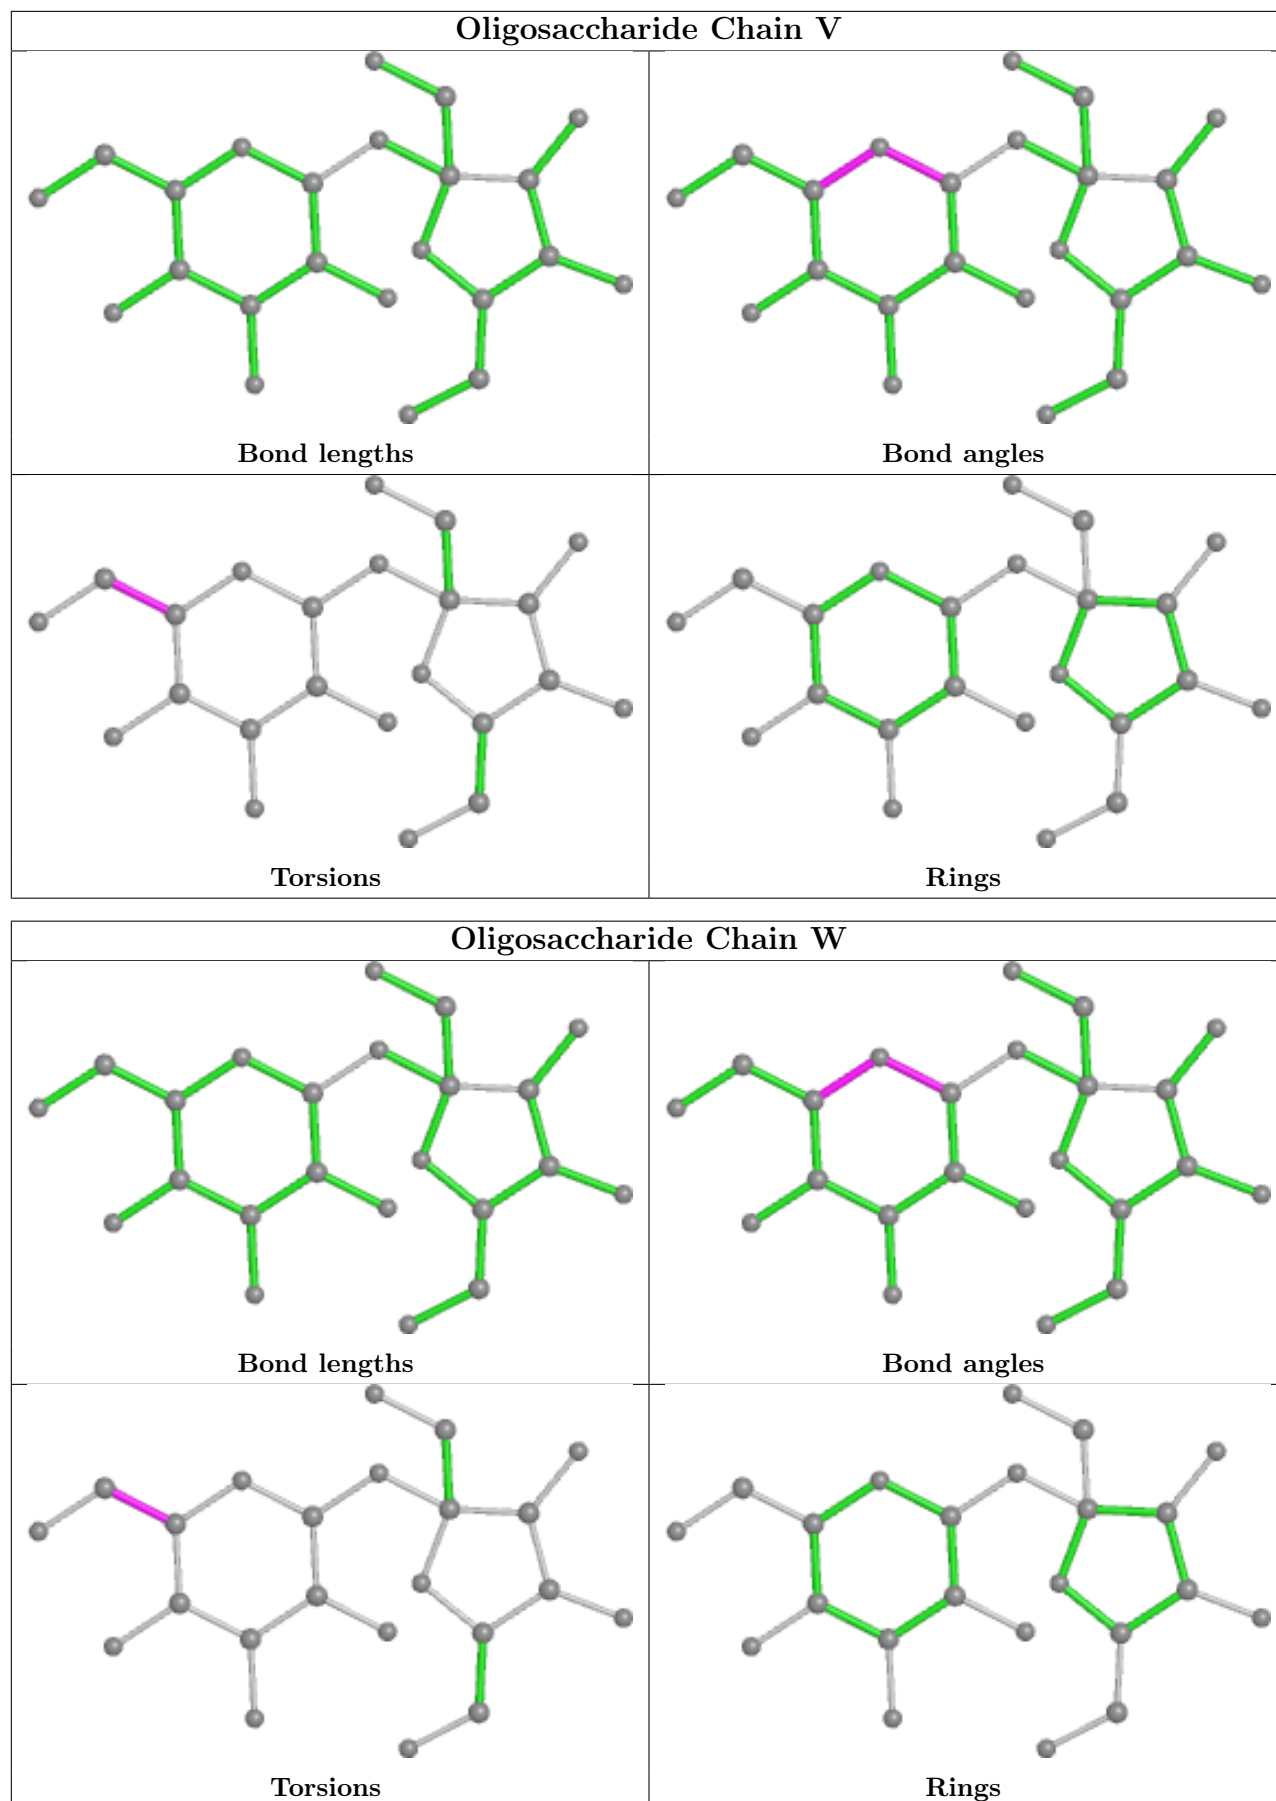 Oligosaccharide Chain V
Bond lengths
Bond angles
Torsions
Rings
Oligosaccharide Chain W
Bond lengths
Bond angles
Torsions
Rings